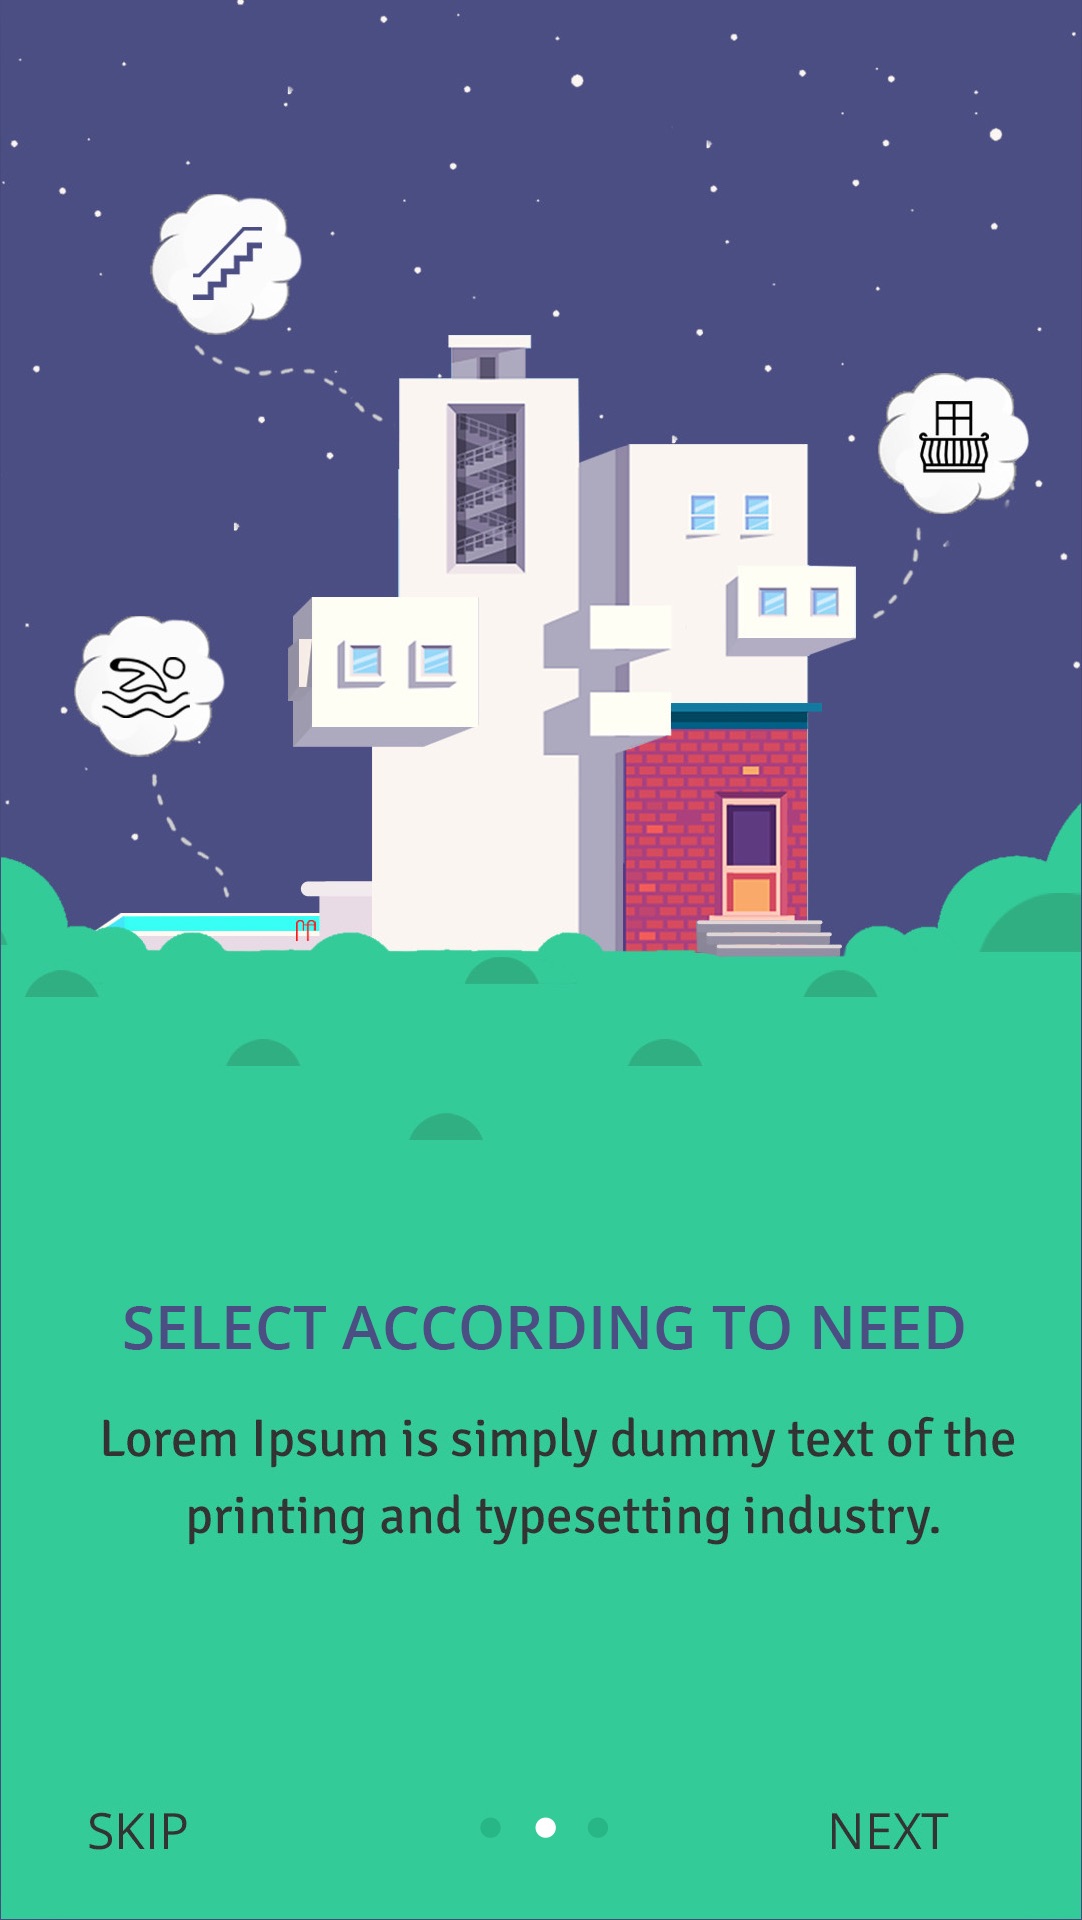 SELECT ACCORDING TO NEED
Lorem Ipsum is simply dummy text of the
printing and typesetting industry.
SKIP
NEXT